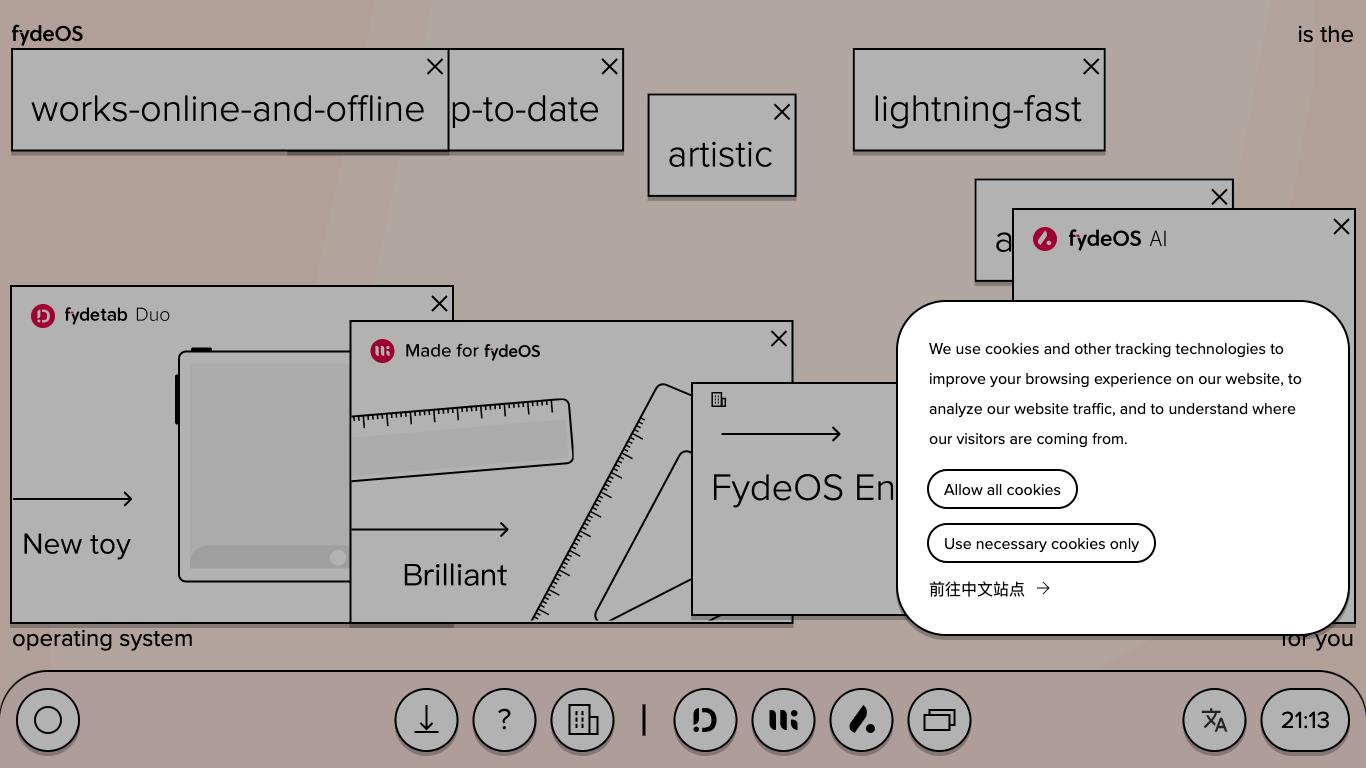 fydeOS
is the
works-online-and-offline
p-to-date
artistic
lightning-fast
a
fydeOS AI
fydetab Duo
New toy
Made for fydeOS
Brilliant
FydeOS En
We use cookies and other tracking technologies to
improve your browsing experience on our website, to
analyze our website traffic, and to understand where
our visitors are coming from.
Allow all cookies
Use necessary cookies only
前往中文站点
operating system
for you
?
21:13